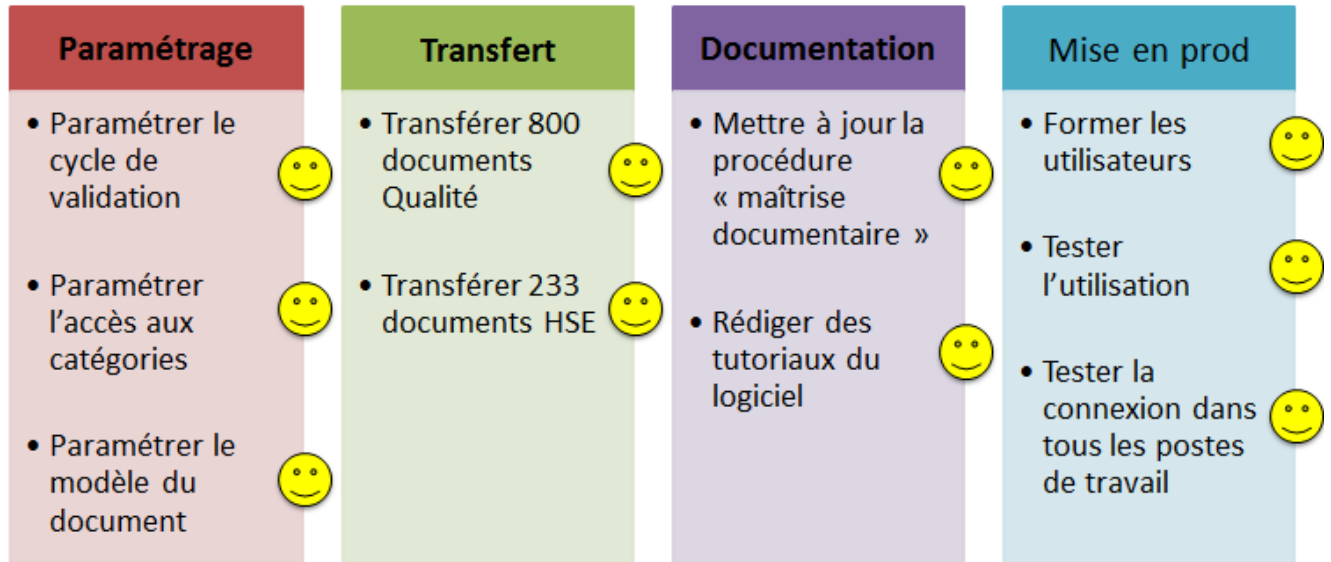 Paramétrage
• Paramétrer le
cycle de
validation
• Paramétrer
l'accès aux
catégories
• Paramétrer le
modèle du
document
Transfert
• Transférer 800
documents
Qualité
• Transférer 233
documents HSE
Documentation
• Mettre à jour la
procédure
« maîtrise
documentaire »
• Rédiger des
tutoriaux du
logiciel
Mise en prod
• Former les
utilisateurs
• Tester
l'utilisation
• Tester la
connexion dans
tous les postes
de travail